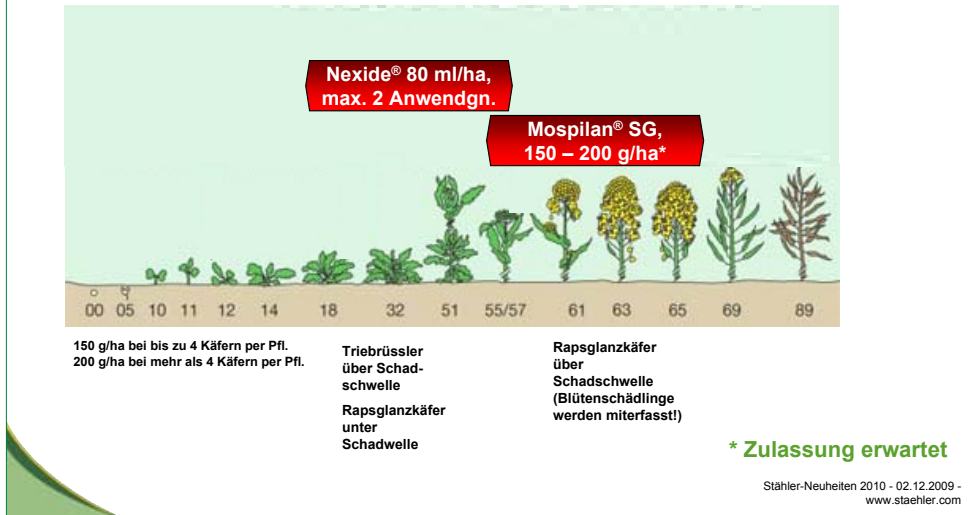 Nexide® 80 ml/ha,
max. 2 Anwendgn.
Mospilan® SG,
150 – 200 g/ha*
00 05 10 11 12 14 18 32 51 55/57 61 63 65 69 89
150 g/ha bei bis zu 4 Käfern per Pfl.
200 g/ha bei mehr als 4 Käfern per Pfl.
Triebrüssler
über Schad-
schwelle
Rapsglanzkäfer
unter
Schadwelle
Rapsglanzkäfer
über
Schadschwelle
(Blütenschädlinge
werden miterfasst!)
* Zulassung erwartet
Stähler-Neuheiten 2010 - 02.12.2009 -
www.staehler.com